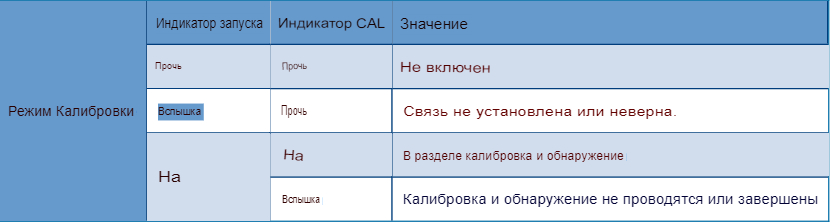 Индикатор запуска Индикатор CAL Значение
Прочь Прочь Не включен
Режим Калибровки Вспышка Прочь Связь не установлена или неверна.
На На В разделе калибровка и обнаружение
Вспышка Калибровка и обнаружение не проводятся или завершены